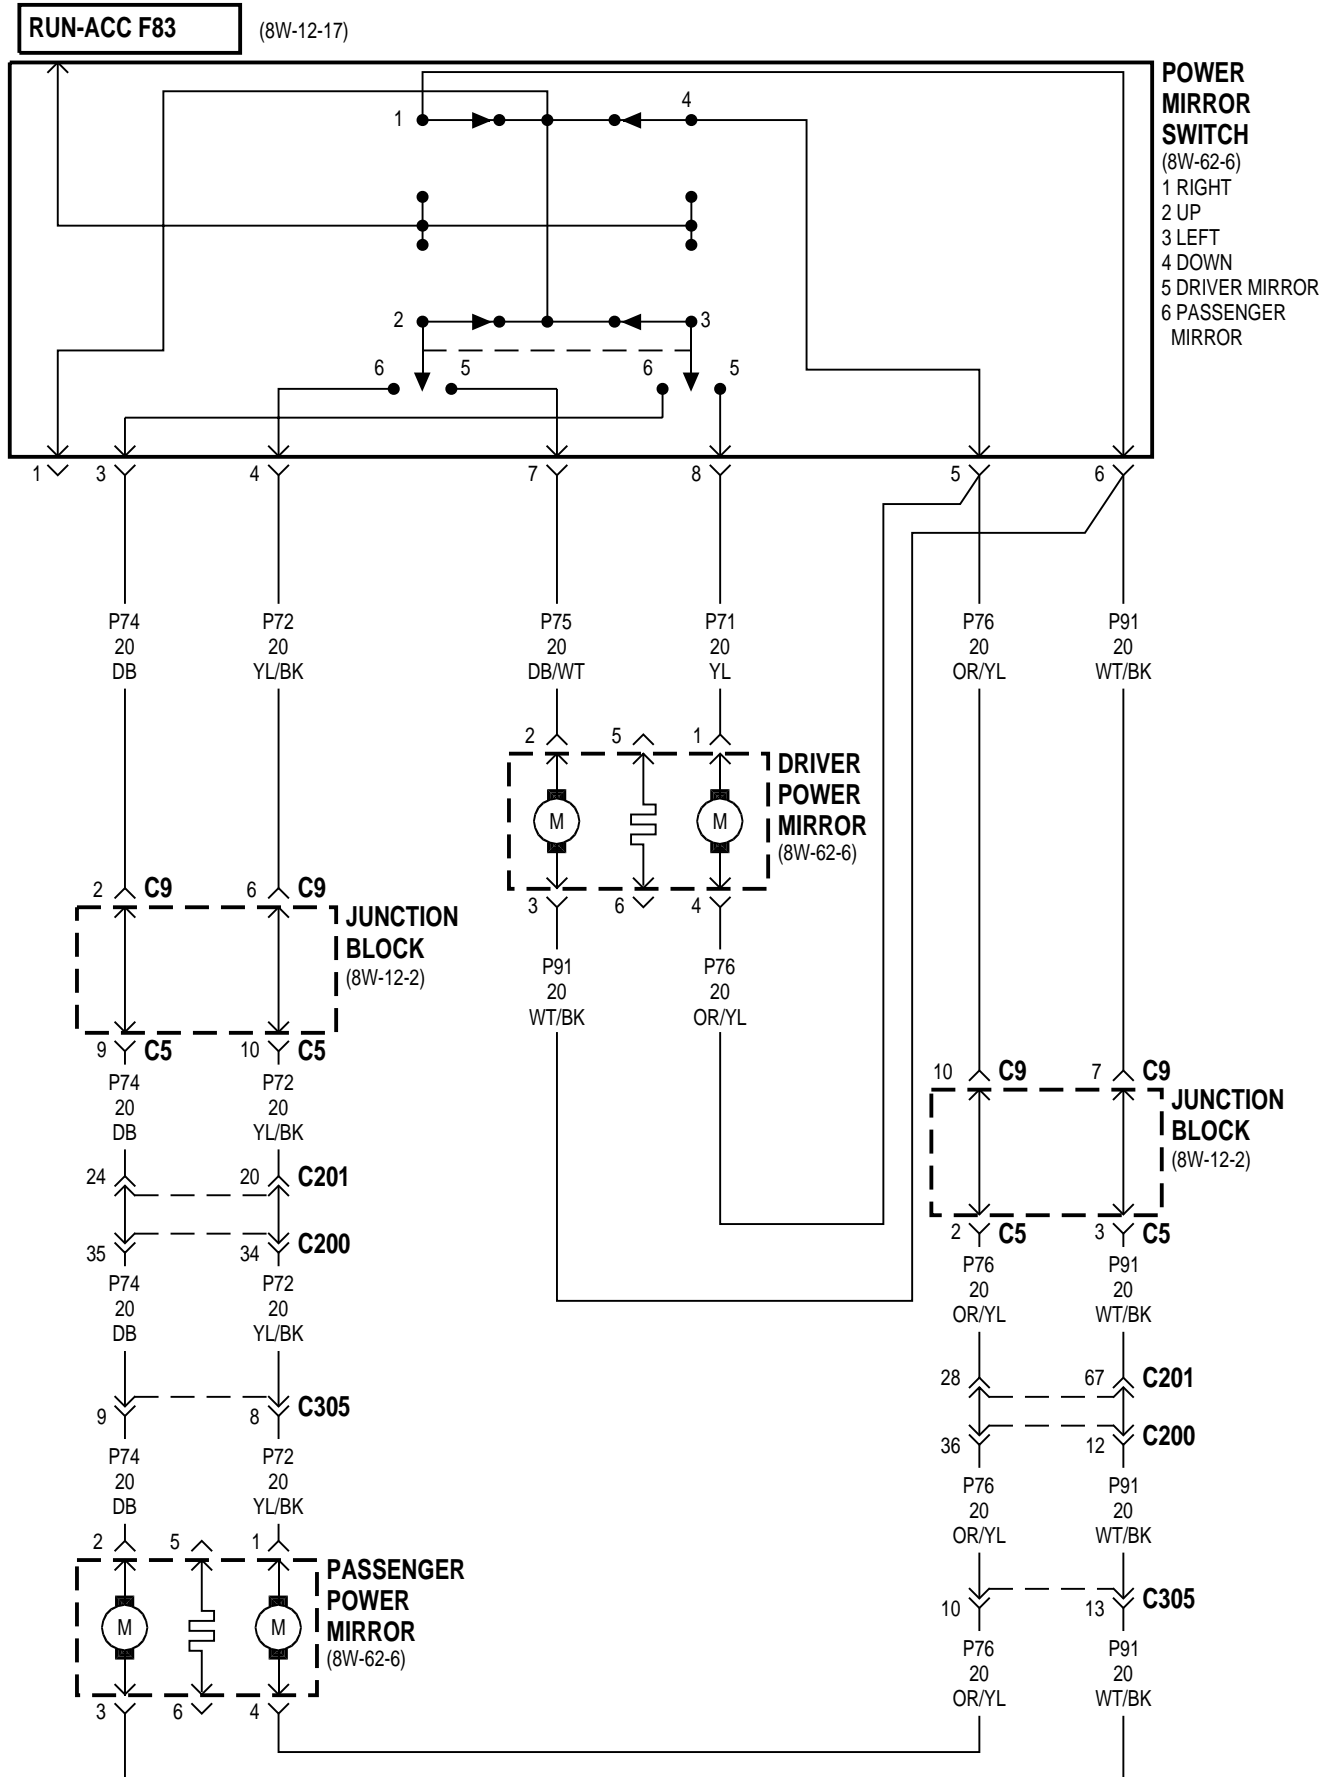 RUN-ACC F83 (8W-12-17)
POWER
MIRROR
SWITCH
(8W-62-6)
1 RIGHT
2 UP
3 LEFT
4 DOWN
5 DRIVER MIRROR
6 PASSENGER
MIRROR
1 4
2 3
6 5 6 5
1 3 4 7 8 5 6
P74 P72 P75 P71 P76 P91
20 20 20 20 20 20
DB YL/BK DB/WT YL OR/YL WT/BK
2 5 1
DRIVER
POWER
MIRROR
(8W-62-6)
M M
3 6 4
2 C9 6 C9
JUNCTION
BLOCK
(8W-12-2)
P91 P76
20 20
WT/BK OR/YL
9 C5 10 C5
P74 P72
20 20
DB YL/BK
10 C9 7 C9
JUNCTION
BLOCK
(8W-12-2)
24 20 C201
35 34 C200
2 C5 3 C5
P74 P72
20 20
DB YL/BK
P76 P91
20 20
OR/YL WT/BK
9 8 C305
28 67 C201
36 12 C200
P74 P72
20 20
DB YL/BK
P76 P91
20 20
OR/YL WT/BK
2 5 1
PASSENGER
POWER
MIRROR
(8W-62-6)
M M
3 6 4
10 13 C305
P76 P91
20 20
OR/YL WT/BK